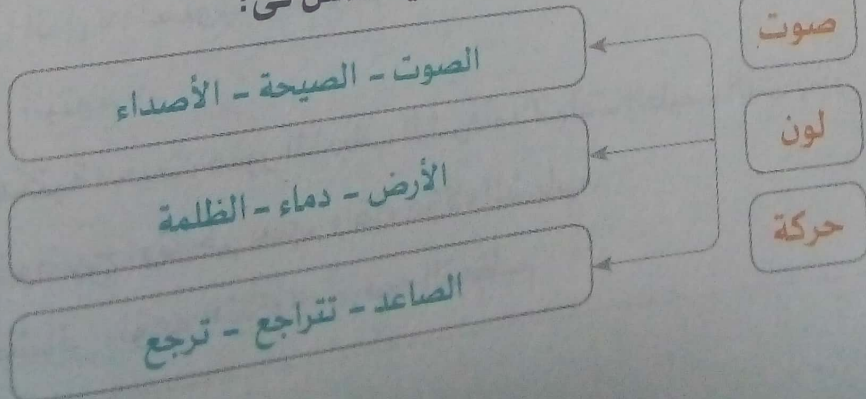 صوت
الصوت - الصيحة - الأصداء
لون
الأرض - دماء - الظلمة
حركة
الصاعد - تتراجع - ترجع